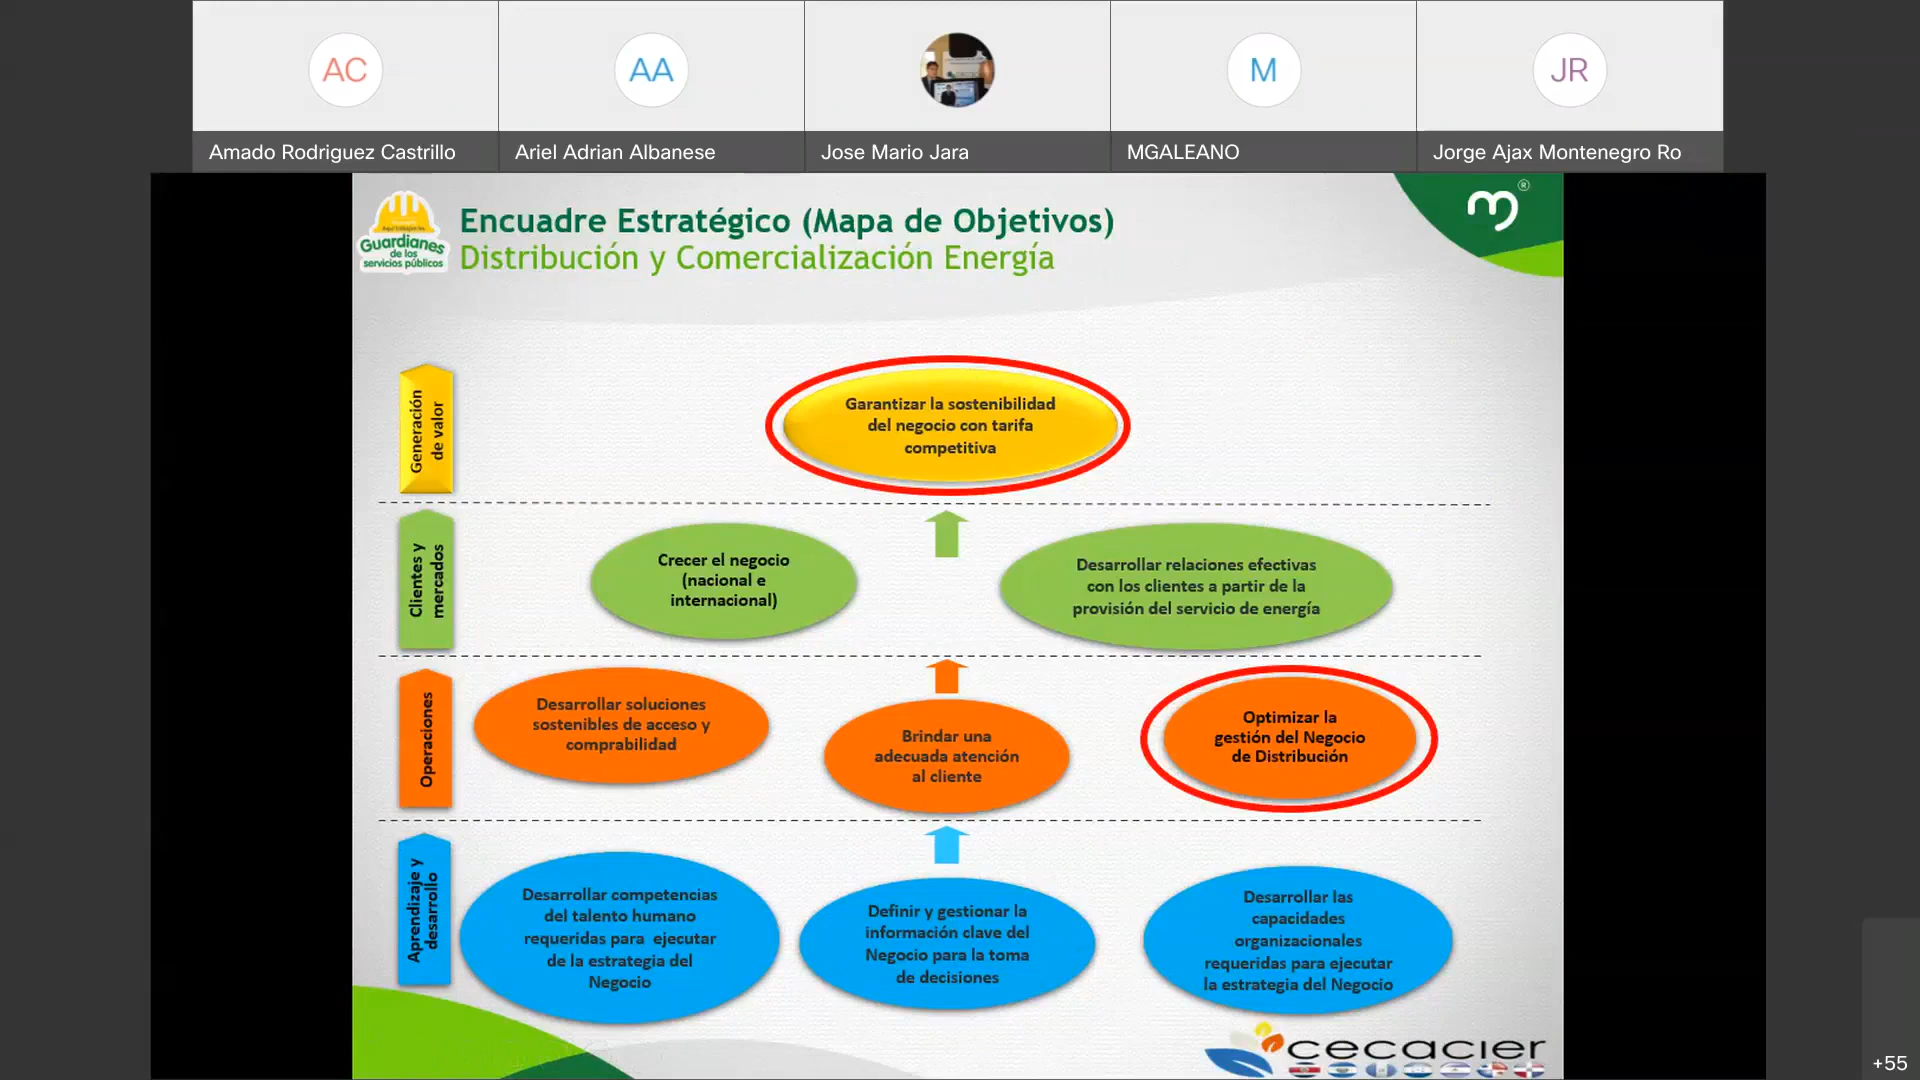 AC
AA
M
JR
Amado Rodriguez Castrillo
Ariel Adrian Albanese
Jose Mario Jara
MGALEANO
Jorge Ajax Montenegro Ro
Guardianes
de los
servicios públicos
Encuadre Estratégico (Mapa de Objetivos)
Distribución y Comercialización Energía
m®
Generación
de valor
Garantizar la sostenibilidad
del negocio con tarifa
competitiva
Clientes y
mercados
Crecer el negocio
(nacional e
internacional)
Desarrollar relaciones efectivas
con los clientes a partir de la
provisión del servicio de energía
Operaciones
Desarrollar soluciones
sostenibles de acceso y
comprabilidad
Brindar una
adecuada atención
al cliente
Optimizar la
gestión del Negocio
de Distribución
Aprendizaje y
desarrollo
Desarrollar competencias
del talento humano
requeridas para ejecutar
de la estrategia del
Negocio
Definir y gestionar la
información clave del
Negocio para la toma
de decisiones
Desarrollar las
capacidades
organizacionales
requeridas para ejecutar
la estrategia del Negocio
cecacier
+55